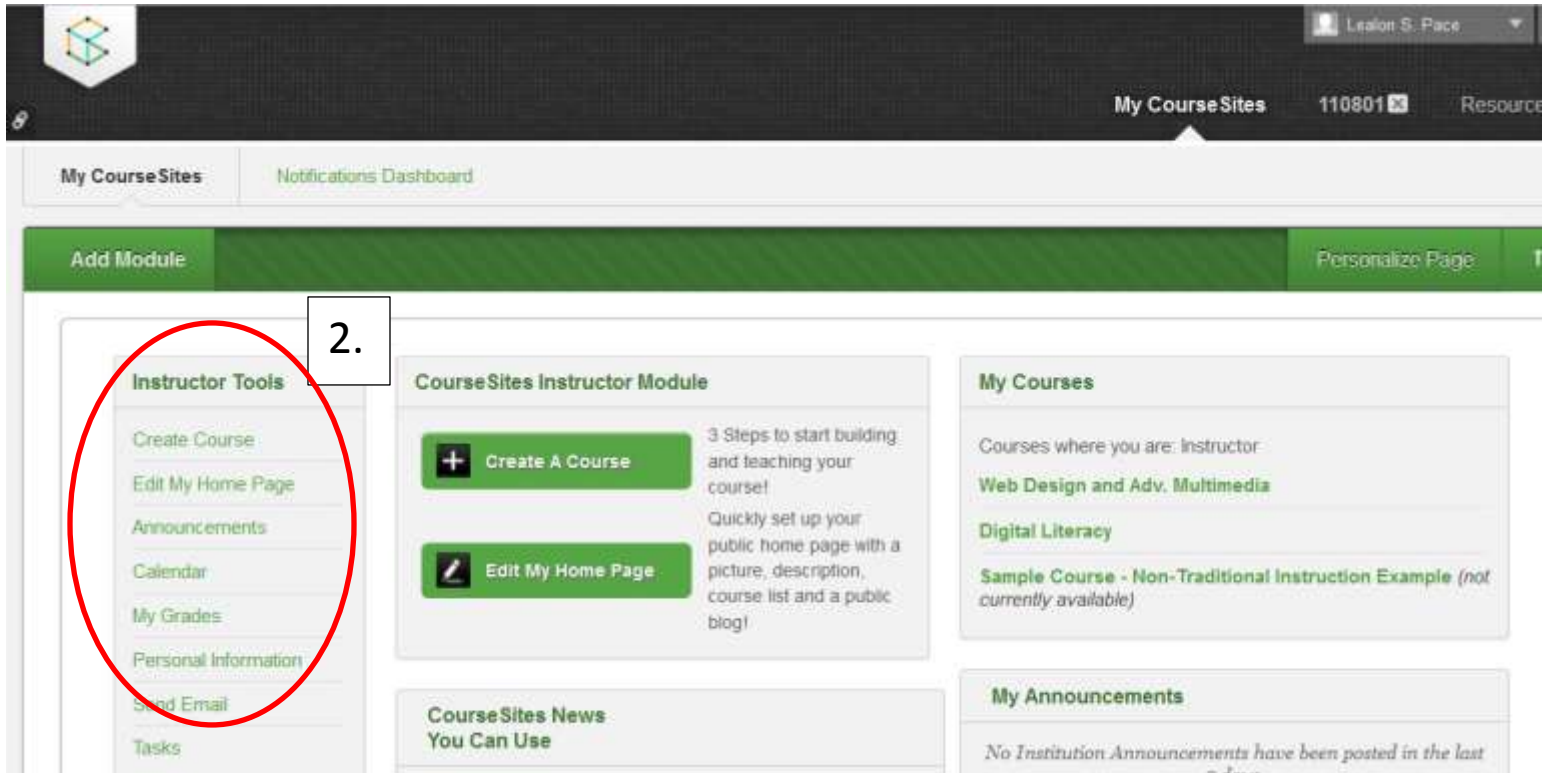 Lealon S. Pace
My CourseSites 110801 Resource
My CourseSites Notifications Dashboard
Add Module Personalize Page
2.
Instructor Tools
Create Course
Edit My Home Page
Announcements
Calendar
My Grades
Personal Information
Send Email
Tasks
CourseSites Instructor Module
Create A Course
3 Steps to start building
and teaching your
course!
Edit My Home Page
Quickly set up your
public home page with a
picture, description,
course list and a public
blog!
CourseSites News
You Can Use
My Courses
Courses where you are: Instructor
Web Design and Adv. Multimedia
Digital Literacy
Sample Course - Non-Traditional Instruction Example (not
currently available)
My Announcements
No Institution Announcements have been posted in the last